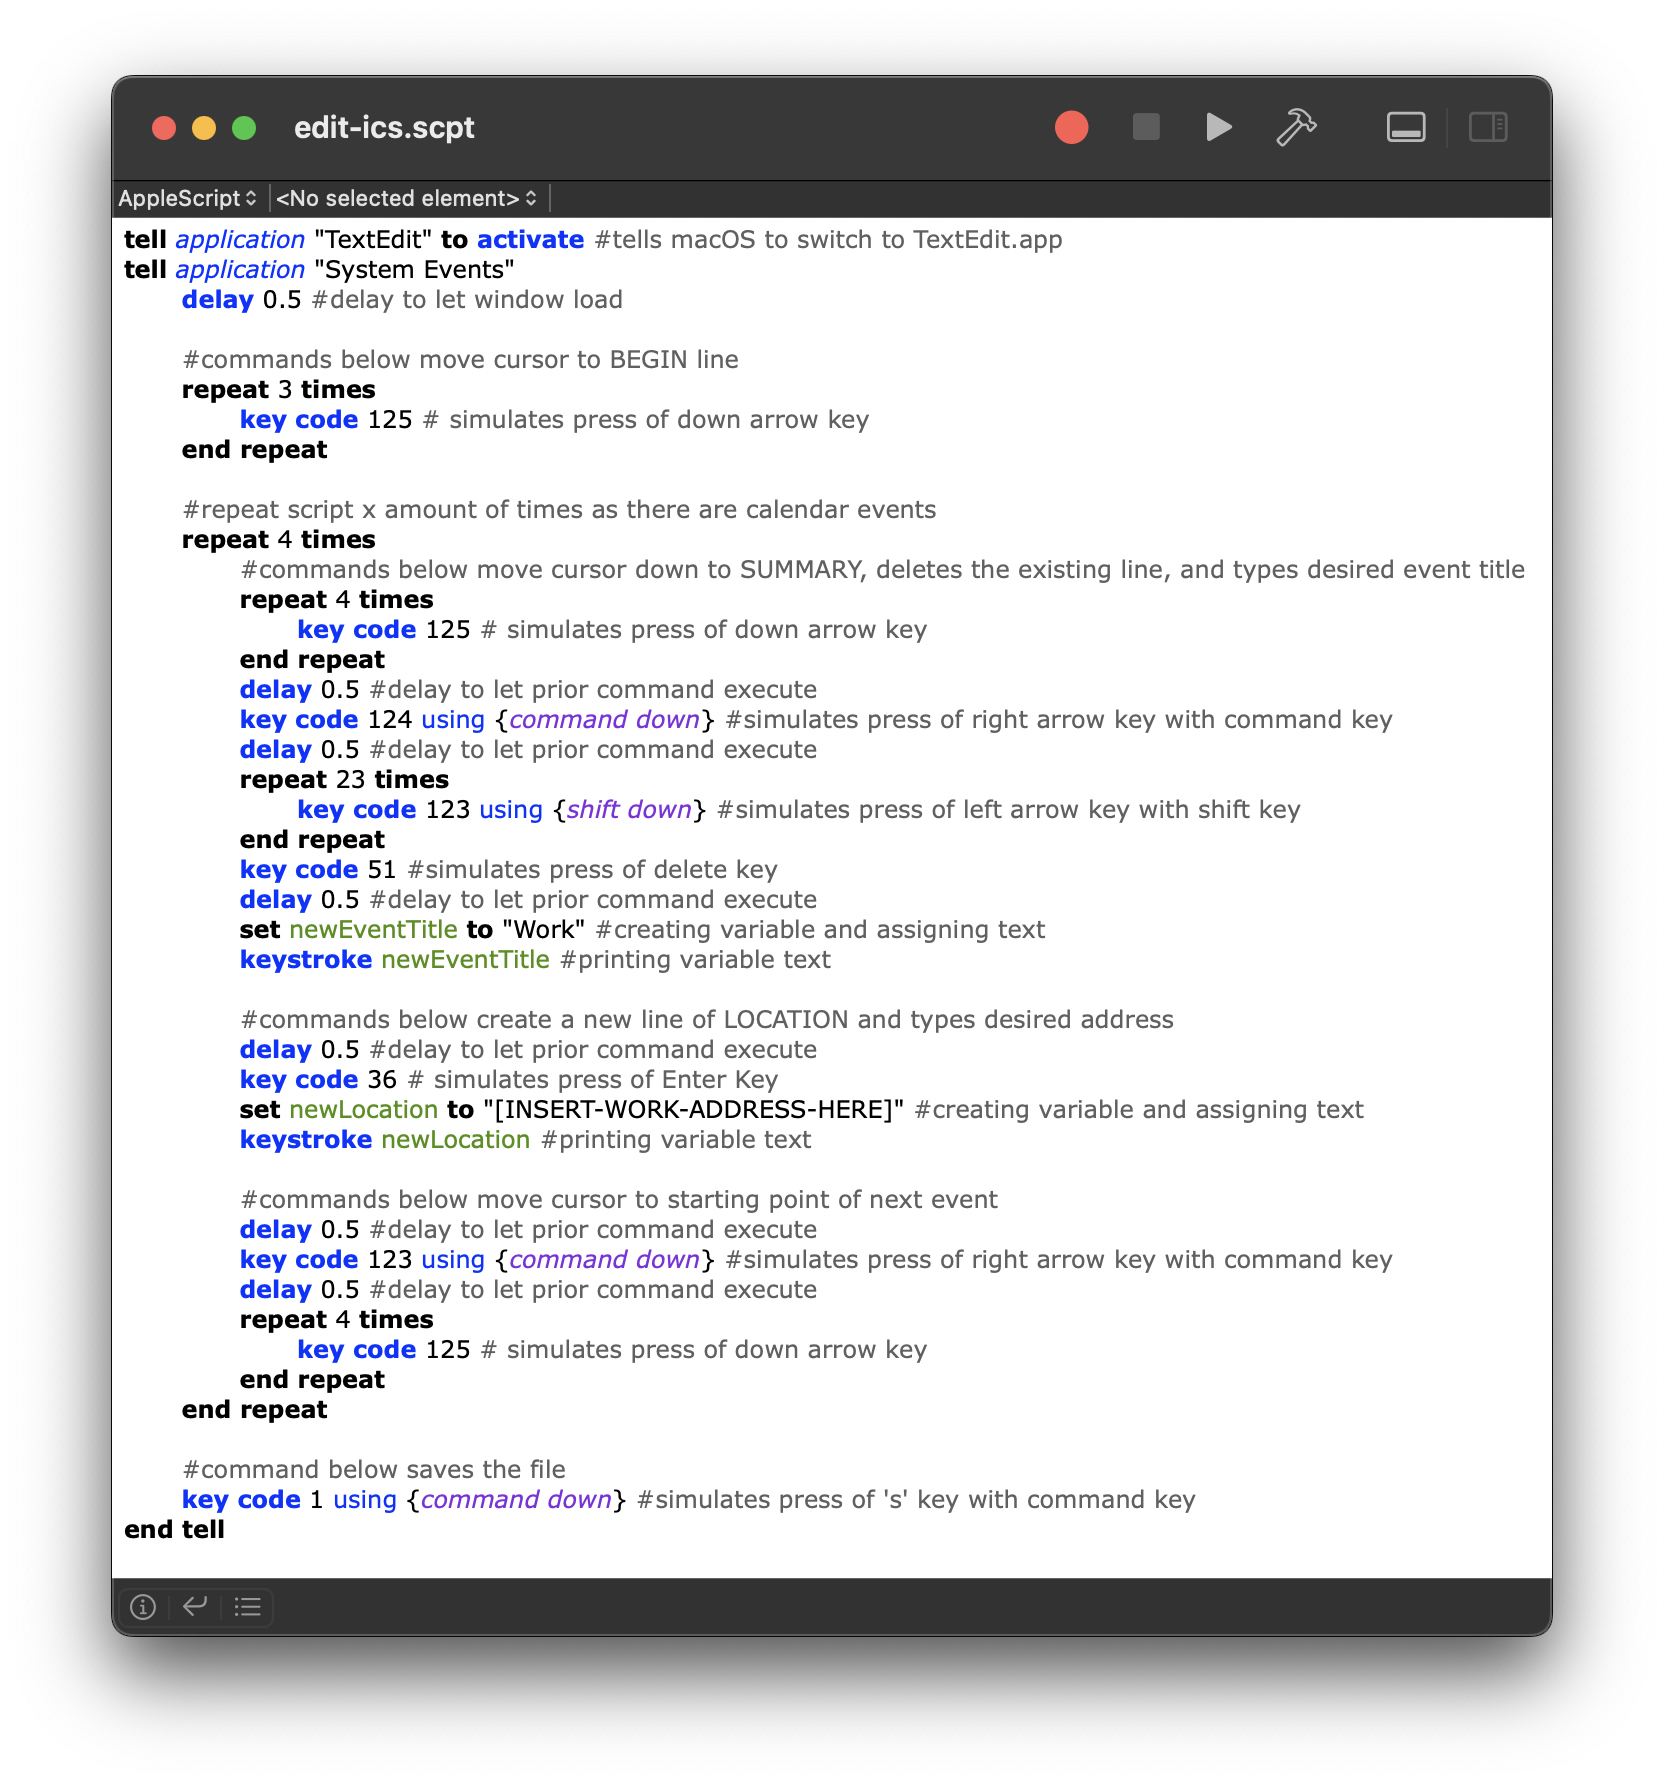 edit-ics.scpt
AppleScript <No selected element>
tell application "TextEdit" to activate #tells macOS to switch to TextEdit.app
tell application "System Events"
delay 0.5 #delay to let window load
#commands below move cursor to BEGIN line
repeat 3 times
key code 125 # simulates press of down arrow key
end repeat
#repeat script x amount of times as there are calendar events
repeat 4 times
#commands below move cursor down to SUMMARY, deletes the existing line, and types desired event title
repeat 4 times
key code 125 # simulates press of down arrow key
end repeat
delay 0.5 #delay to let prior command execute
key code 124 using {command down} #simulates press of right arrow key with command key
delay 0.5 #delay to let prior command execute
repeat 23 times
key code 123 using {shift down} #simulates press of left arrow key with shift key
end repeat
key code 51 #simulates press of delete key
delay 0.5 #delay to let prior command execute
set newEventTitle to "Work" #creating variable and assigning text
keystroke newEventTitle #printing variable text
#commands below create a new line of LOCATION and types desired address
delay 0.5 #delay to let prior command execute
key code 36 # simulates press of Enter Key
set newLocation to "[INSERT-WORK-ADDRESS-HERE]" #creating variable and assigning text
keystroke newLocation #printing variable text
#commands below move cursor to starting point of next event
delay 0.5 #delay to let prior command execute
key code 123 using {command down} #simulates press of right arrow key with command key
delay 0.5 #delay to let prior command execute
repeat 4 times
key code 125 # simulates press of down arrow key
end repeat
end repeat
#command below saves the file
key code 1 using {command down} #simulates press of 's' key with command key
end tell